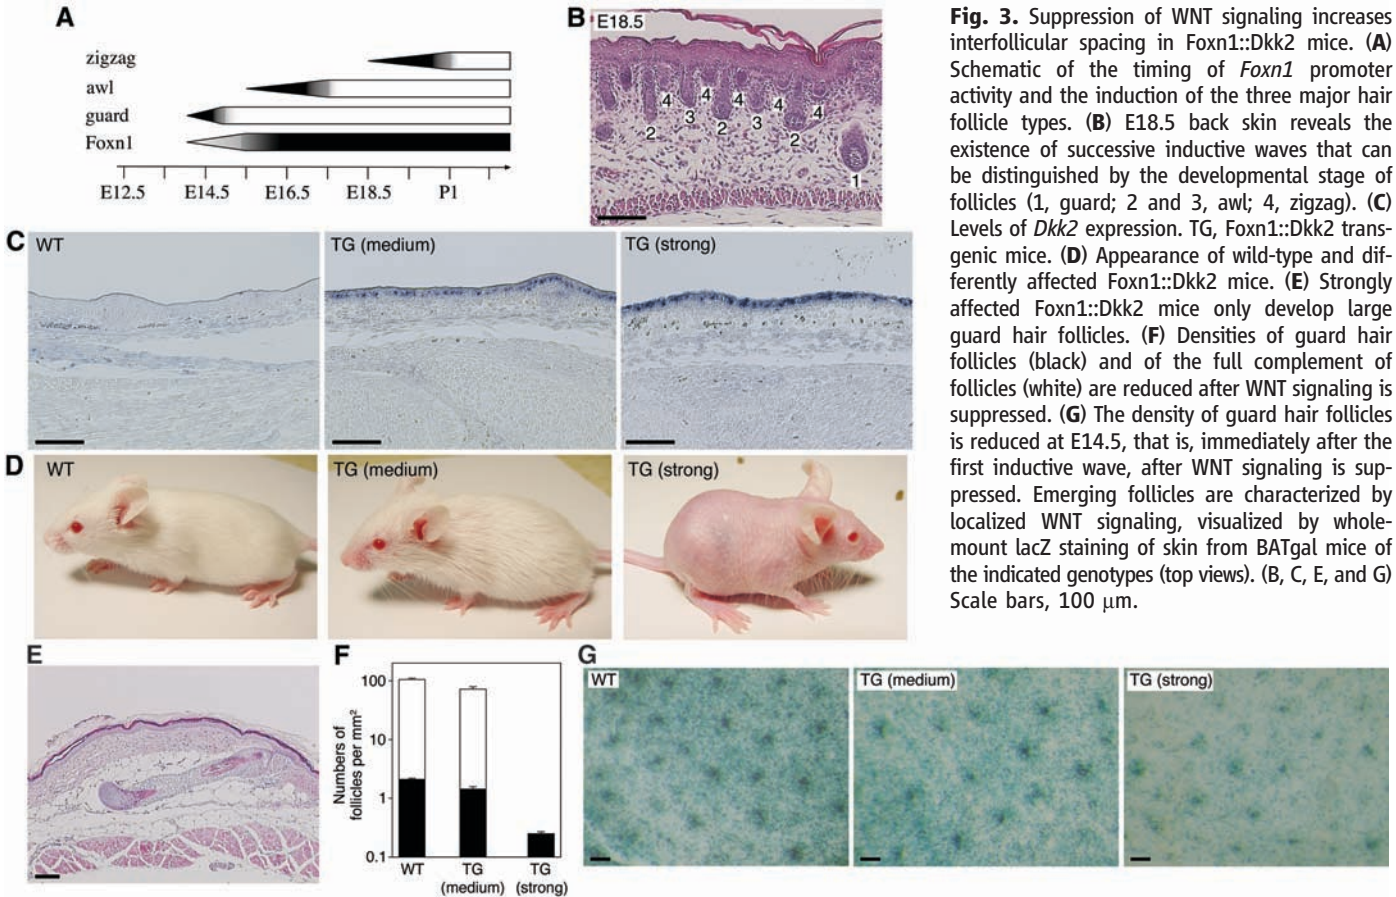 A
zigzag
awl
guard
Foxn1
E12.5 E14.5 E16.5 E18.5 P1
B
E18.5
4 4 4 4 4
3 3
2 2 2
1
C
WT
TG (medium)
TG (strong)
D
WT
TG (medium)
TG (strong)
E
F
Numbers of
follicles per mm²
100
10
1
0.1
WT
TG
(medium)
TG
(strong)
G
WT
TG (medium)
TG (strong)
Fig. 3. Suppression of WNT signaling increases
interfollicular spacing in Foxn1::Dkk2 mice. (A)
Schematic of the timing of Foxn1 promoter
activity and the induction of the three major hair
follicle types. (B) E18.5 back skin reveals the
existence of successive inductive waves that can
be distinguished by the developmental stage of
follicles (1, guard; 2 and 3, awl; 4, zigzag). (C)
Levels of Dkk2 expression. TG, Foxn1::Dkk2 trans-
genic mice. (D) Appearance of wild-type and dif-
ferently affected Foxn1::Dkk2 mice. (E) Strongly
affected Foxn1::Dkk2 mice only develop large
guard hair follicles. (F) Densities of guard hair
follicles (black) and of the full complement of
follicles (white) are reduced after WNT signaling is
suppressed. (G) The density of guard hair follicles
is reduced at E14.5, that is, immediately after the
first inductive wave, after WNT signaling is sup-
pressed. Emerging follicles are characterized by
localized WNT signaling, visualized by whole-
mount lacZ staining of skin from BATgal mice of
the indicated genotypes (top views). (B, C, E, and G)
Scale bars, 100 μm.